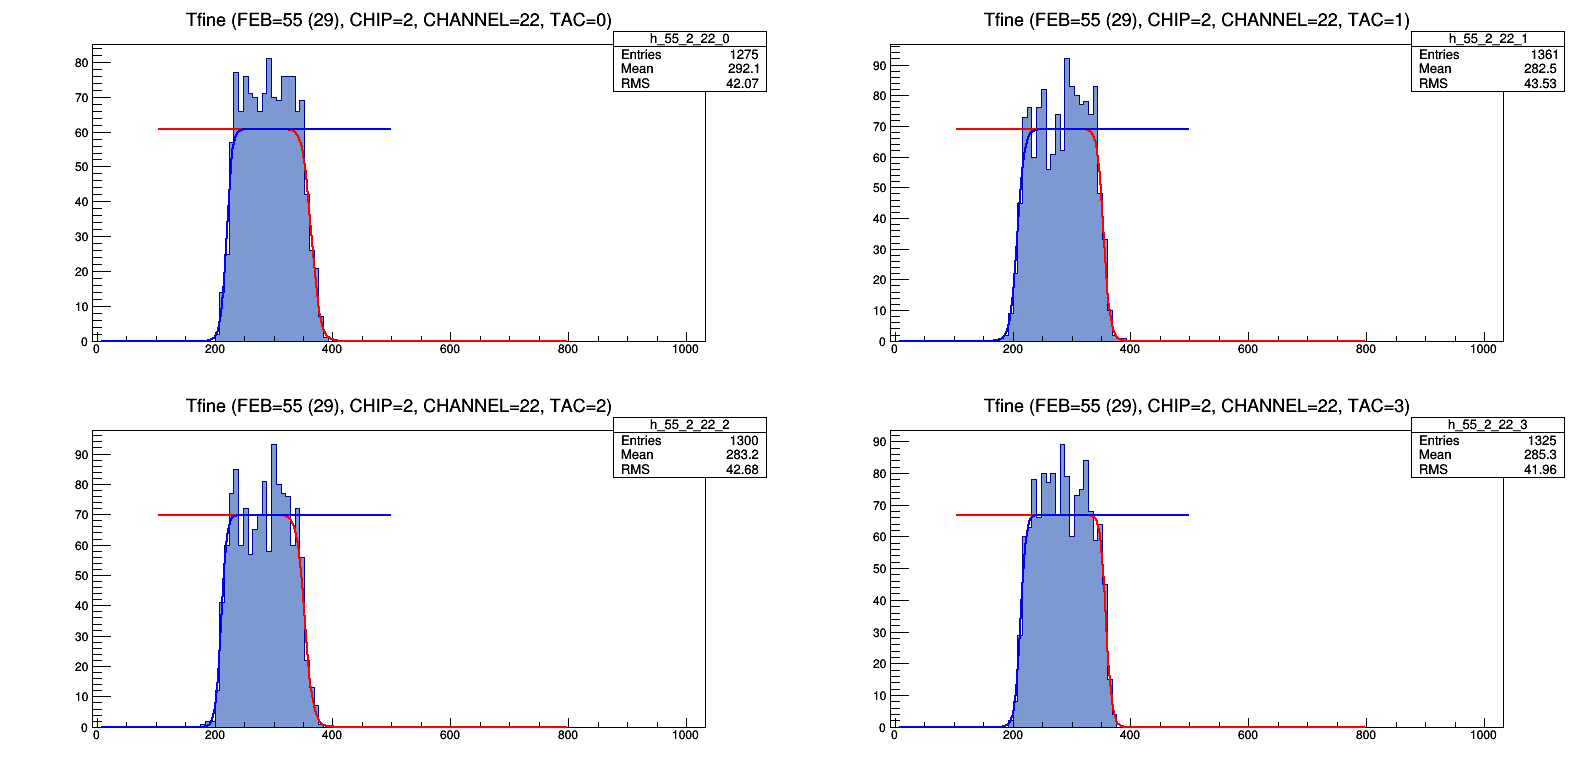 Tfine (FEB=55 (29), CHIP=2, CHANNEL=22, TAC=0)
h_55_2_22_0
Entries 1275
Mean 292.1
RMS 42.07
80
70
60
50
40
30
20
10
0
0 200 400 600 800 1000
Tfine (FEB=55 (29), CHIP=2, CHANNEL=22, TAC=1)
h_55_2_22_1
Entries 1361
Mean 282.5
RMS 43.53
90
80
70
60
50
40
30
20
10
0
0 200 400 600 800 1000
Tfine (FEB=55 (29), CHIP=2, CHANNEL=22, TAC=2)
h_55_2_22_2
Entries 1300
Mean 283.2
RMS 42.68
90
80
70
60
50
40
30
20
10
0
0 200 400 600 800 1000
Tfine (FEB=55 (29), CHIP=2, CHANNEL=22, TAC=3)
h_55_2_22_3
Entries 1325
Mean 285.3
RMS 41.96
90
80
70
60
50
40
30
20
10
0
0 200 400 600 800 1000